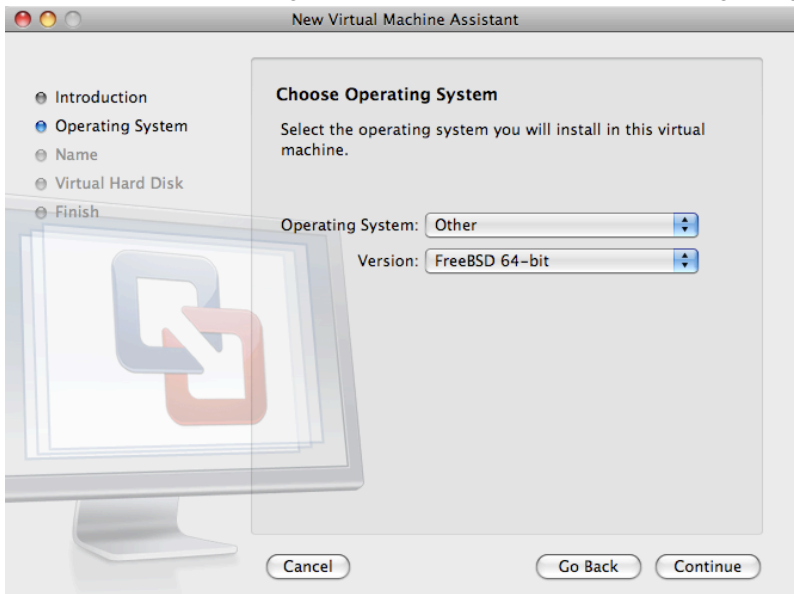 New Virtual Machine Assistant
Introduction
Operating System
Name
Virtual Hard Disk
Finish
Choose Operating System
Select the operating system you will install in this virtual
machine.
Operating System: Other
Version: FreeBSD 64-bit
Cancel
Go Back
Continue